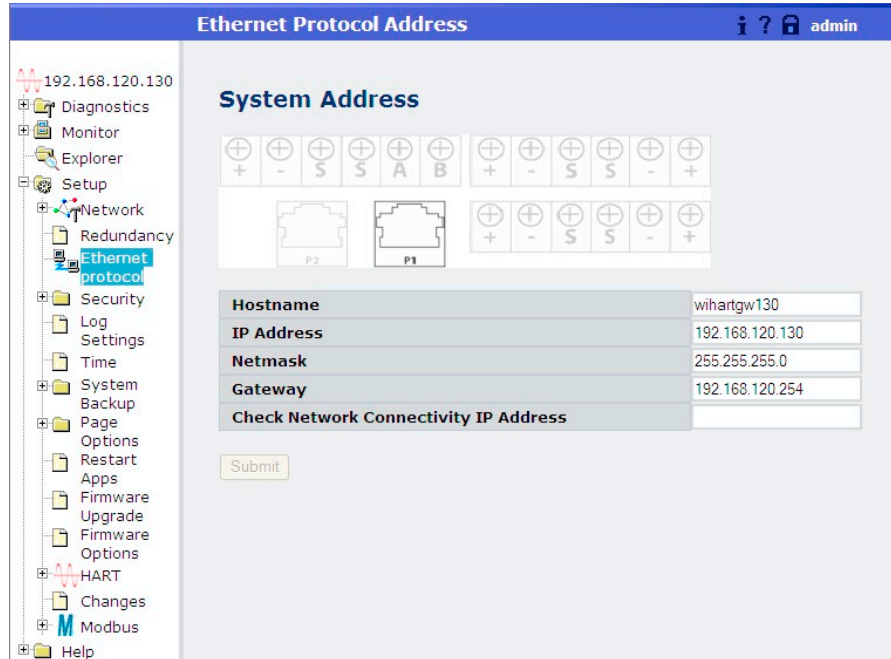 Ethernet Protocol Address
i ? admin
192.168.120.130
Diagnostics
Monitor
Explorer
Setup
Network
Redundancy
Ethernet
protocol
Security
Log
Settings
Time
System
Backup
Page
Options
Restart
Apps
Firmware
Upgrade
Firmware
Options
HART
Changes
M Modbus
Help
System Address
+ - S S A B + - S S - +
P2 P1 + - S S - +
Hostname wihartgw130
IP Address 192.168.120.130
Netmask 255.255.255.0
Gateway 192.168.120.254
Check Network Connectivity IP Address
Submit